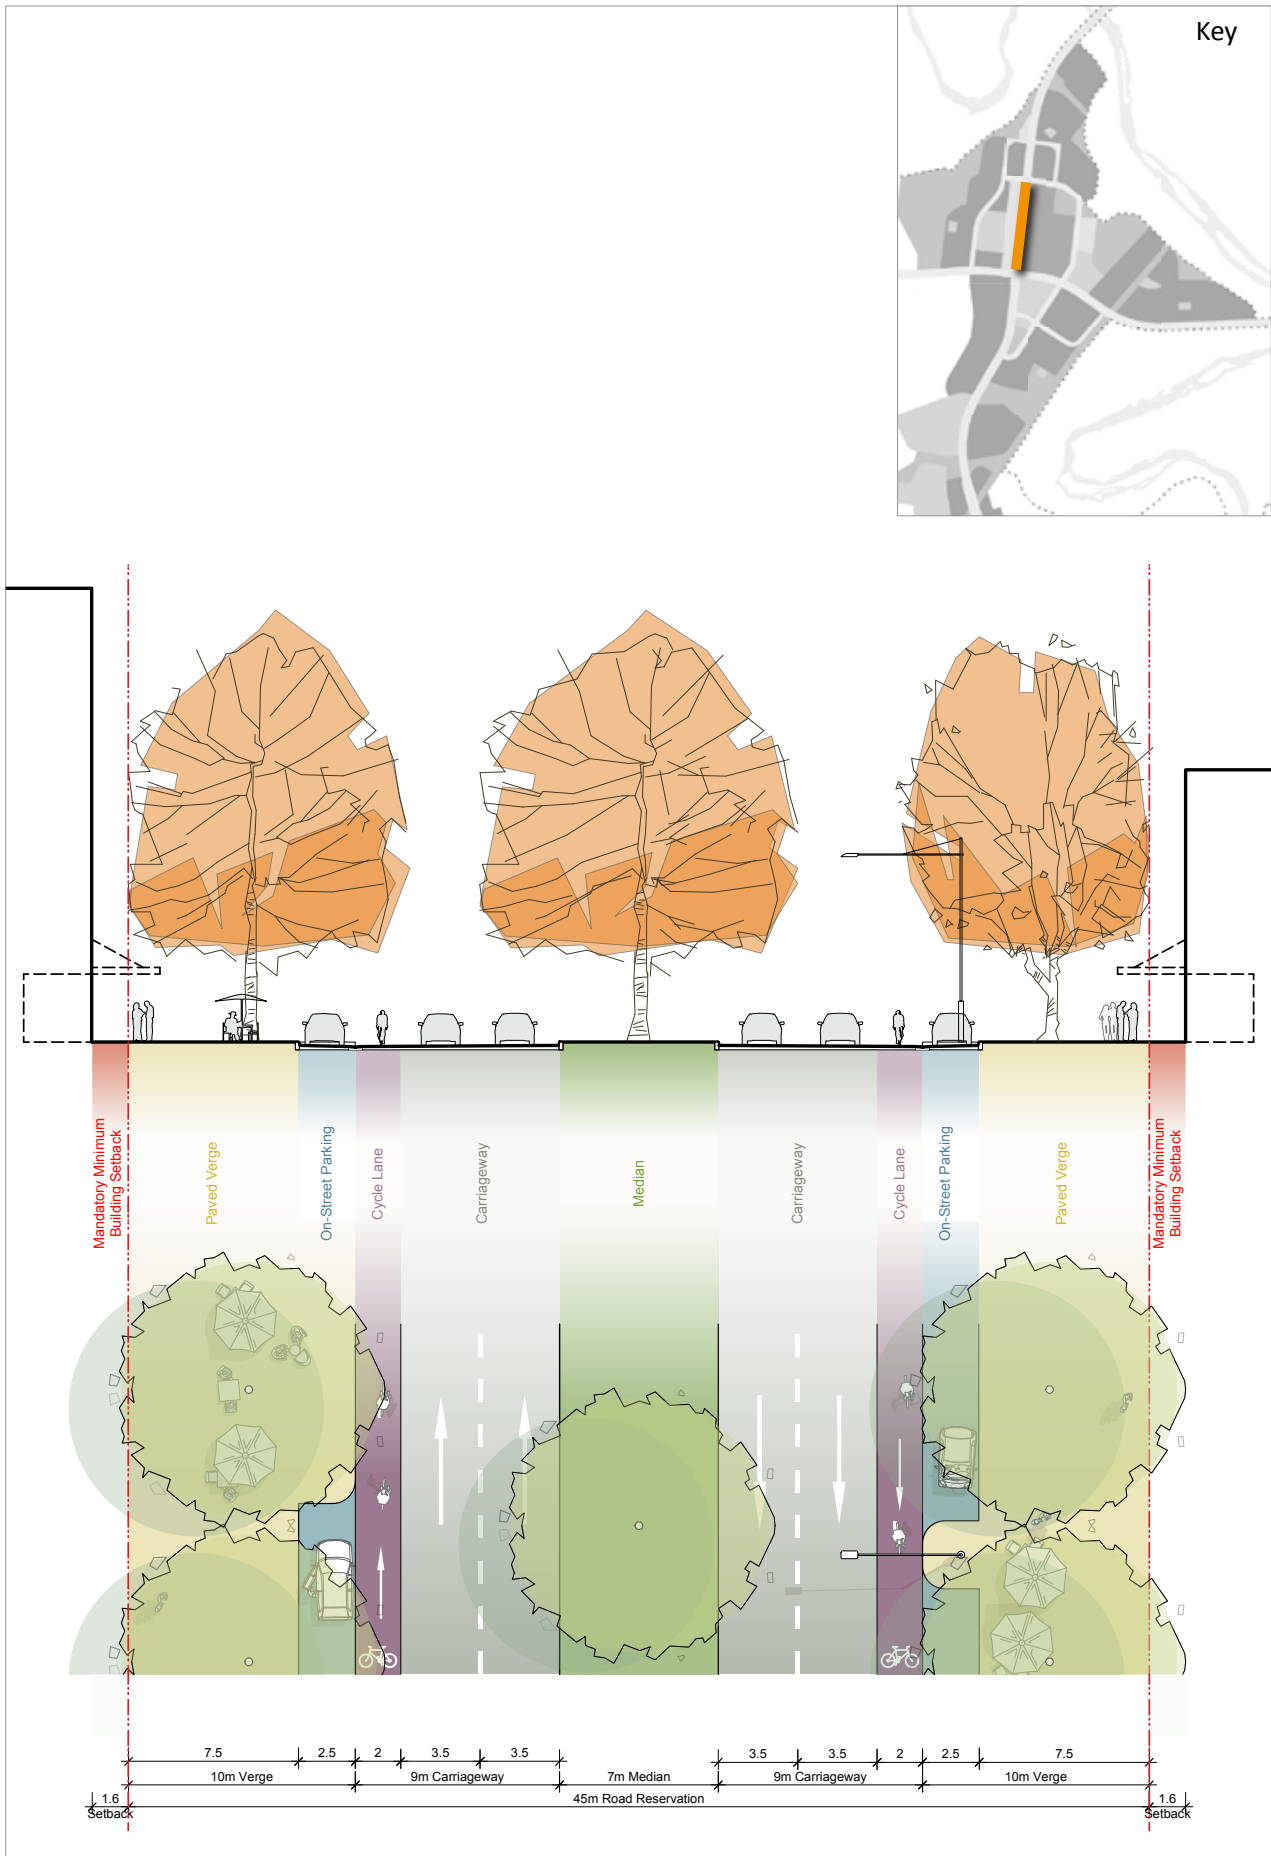 Key
Mandatory Minimum
Building Setback
Paved Verge
On-Street Parking
Cycle Lane
Carriageway
Median
Carriageway
Cycle Lane
On-Street Parking
Paved Verge
Mandatory Minimum
Building Setback
7.5 2.5 2 3.5 3.5 3.5 3.5 2 2.5 7.5
10m Verge 9m Carriageway 7m Median 9m Carriageway 10m Verge
1.6 45m Road Reservation 1.6
Setback Setback